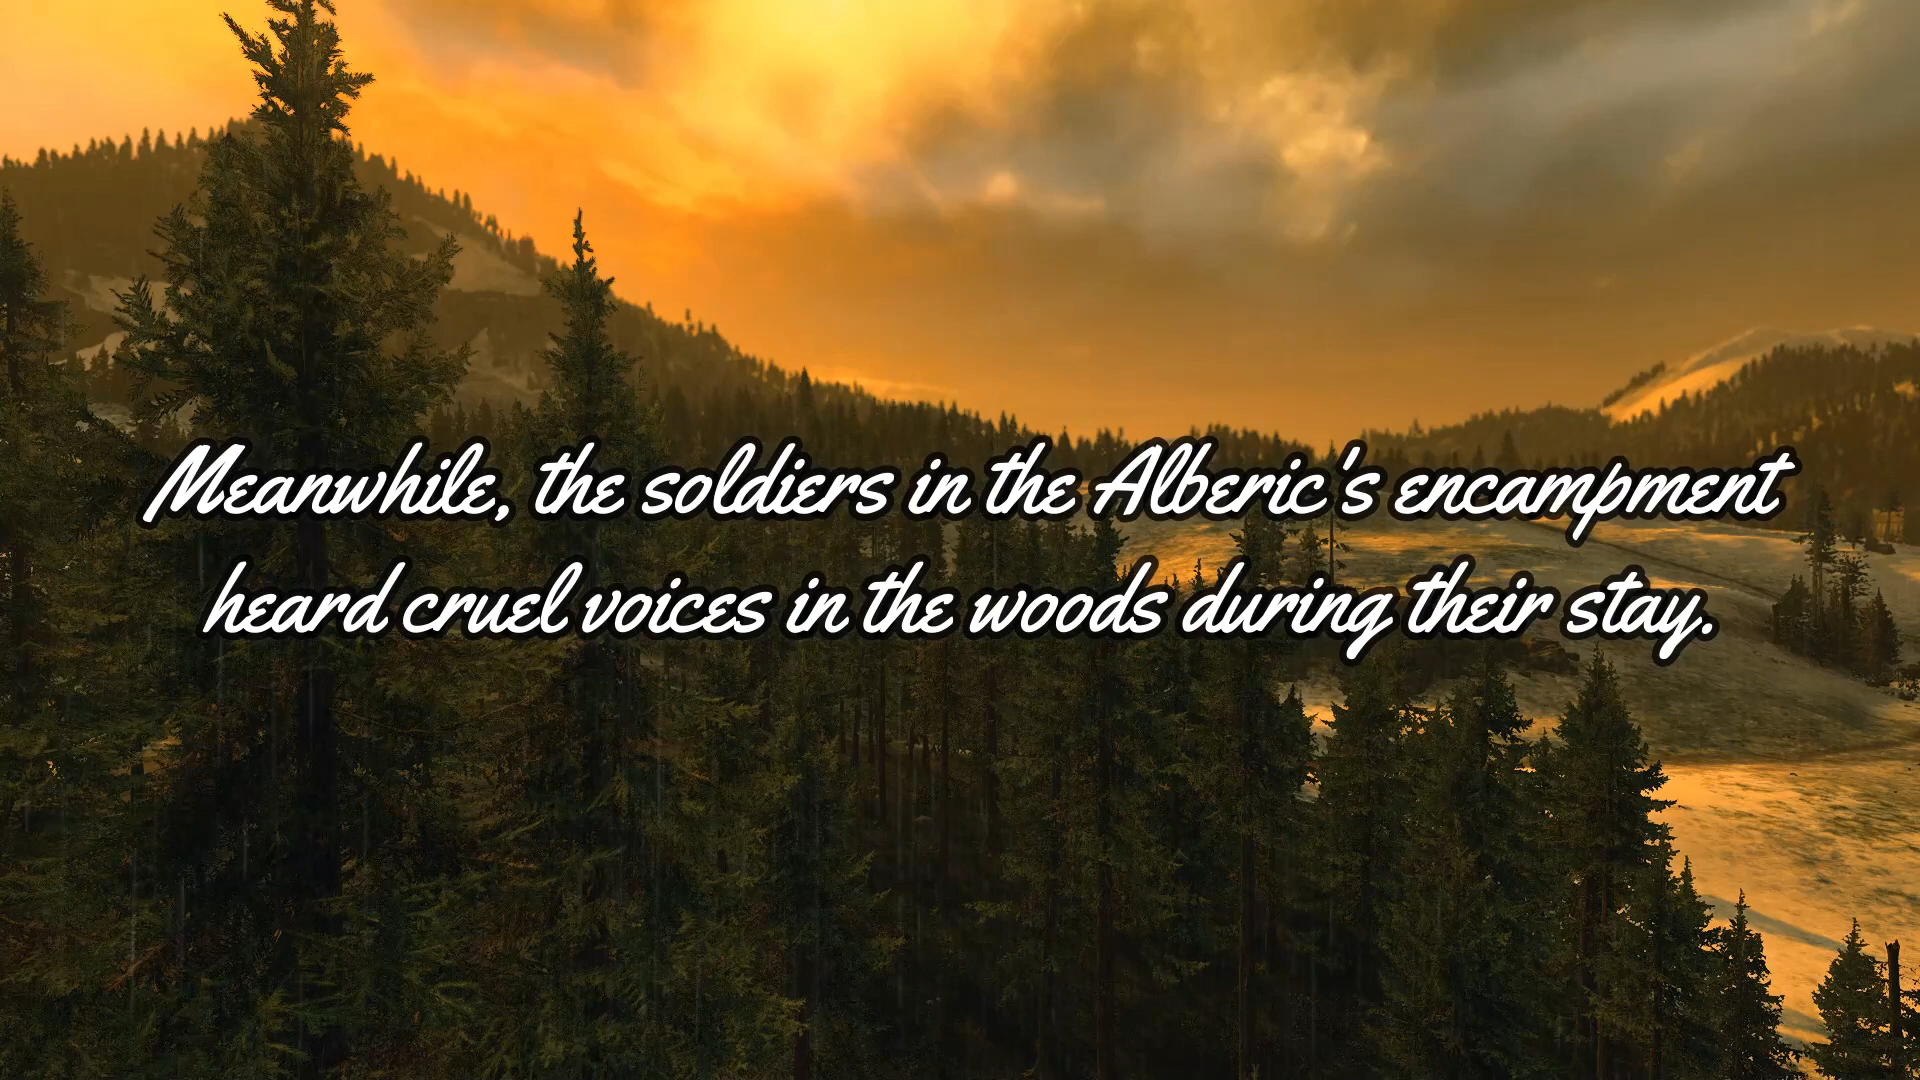 Meanwhile, the soldiers in the Alberic's encampment
heard cruel voices in the woods during their stay.